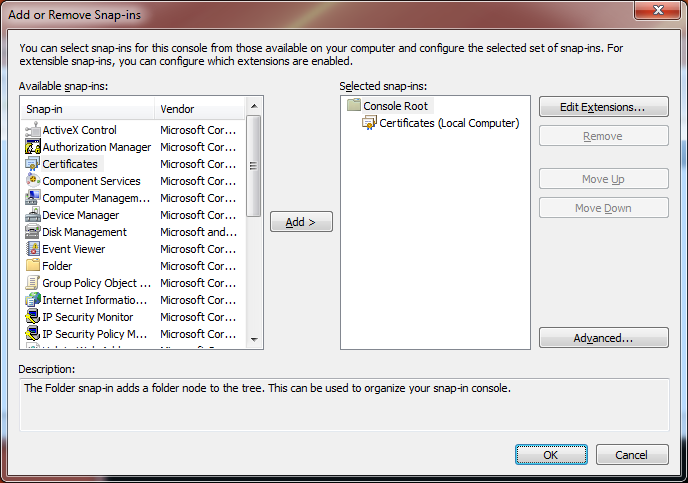 Add or Remove Snap-ins
You can select snap-ins for this console from those available on your computer and configure the selected set of snap-ins. For
extensible snap-ins, you can configure which extensions are enabled.
Available snap-ins:
Snap-in Vendor
ActiveX Control Microsoft Cor...
Authorization Manager Microsoft Cor...
Certificates Microsoft Cor...
Component Services Microsoft Cor...
Computer Managem... Microsoft Cor...
Device Manager Microsoft Cor...
Disk Management Microsoft and...
Event Viewer Microsoft Cor...
Folder Microsoft Cor...
Group Policy Object ... Microsoft Cor...
Internet Informatio... Microsoft Cor...
IP Security Monitor Microsoft Cor...
IP Security Policy M... Microsoft Cor...
Add >
Selected snap-ins:
Console Root
Certificates (Local Computer)
Edit Extensions...
Remove
Move Up
Move Down
Advanced...
Description:
The Folder snap-in adds a folder node to the tree. This can be used to organize your snap-in console.
OK Cancel